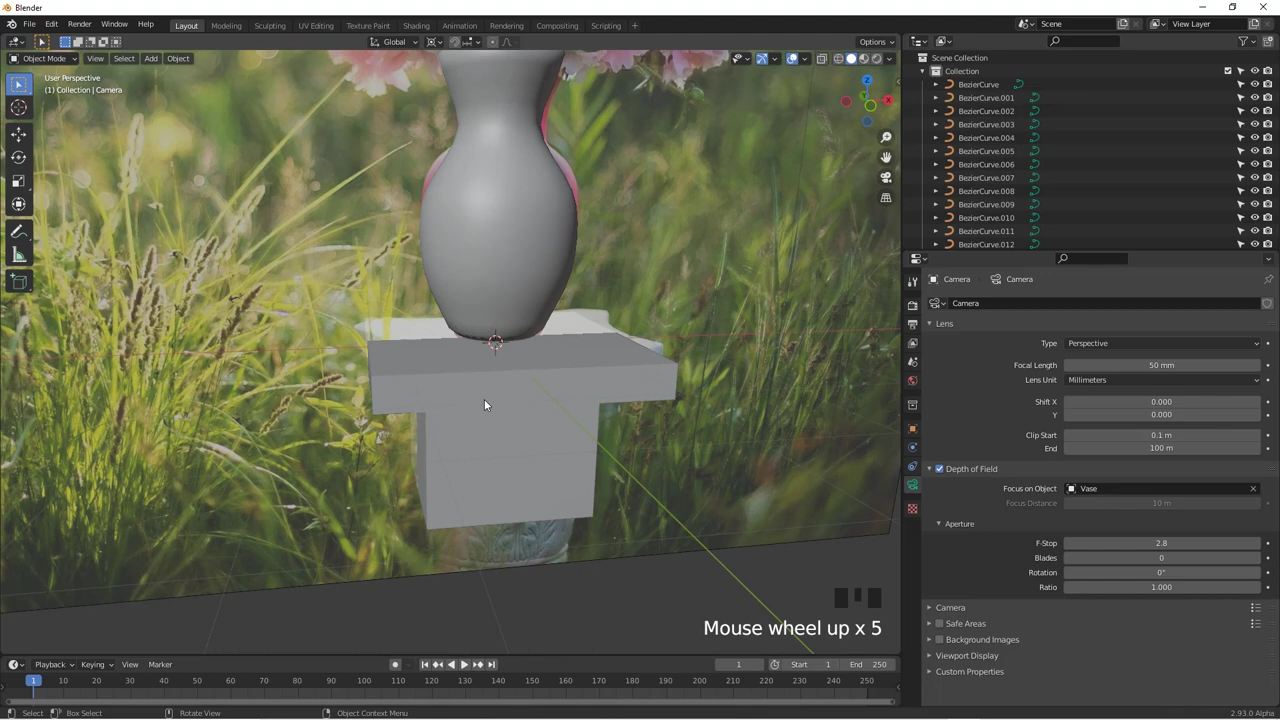 Blender
File Edit Render Window Help Layout Modeling Sculpting UV Editing Texture Paint Shading Animation Rendering Compositing Scripting + Scene View Layer
Global Options
Object Mode View Select Add Object
User Perspective
(1) Collection | Camera
Z
X
Y
Scene Collection
Collection
BezierCurve
BezierCurve.001
BezierCurve.002
BezierCurve.003
BezierCurve.004
BezierCurve.005
BezierCurve.006
BezierCurve.007
BezierCurve.008
BezierCurve.009
BezierCurve.010
BezierCurve.011
BezierCurve.012
Camera Camera
Camera
Lens
Type Perspective
Focal Length 50 mm
Lens Unit Millimeters
Shift X 0.000
Y 0.000
Clip Start 0.1 m
End 100 m
Depth of Field
Focus on Object Vase
Focus Distance 10 m
Aperture
F-Stop 2.8
Blades 0
Rotation 0°
Ratio 1.000
Camera
Safe Areas
Background Images
Viewport Display
Custom Properties
Mouse wheel up x 5
Playback Keying View Marker 1 Start 1 End 250
1 10 20 30 40 50 60 70 80 90 100 110 120 130 140 150 160 170 180 190 200 210 220 230 240 250
Select Box Select Rotate View Object Context Menu 2.93.0 Alpha